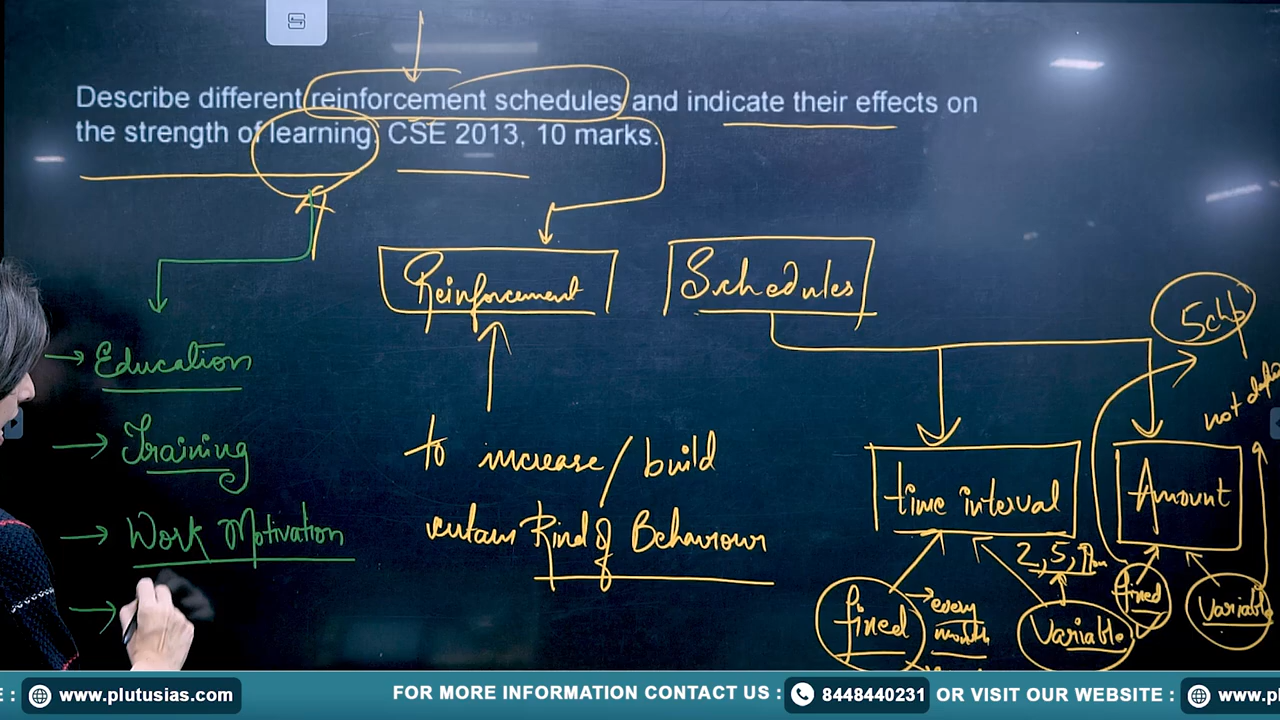 Describe different reinforcement schedules and indicate their effects on
the strength of learning. CSE 2013, 10 marks.
Reinforcement
Schedules
Education
Training
Work Motivation
to increase / build
Kind of Behaviour
time interval
Amount
fixed
every
month
2, 5,
Variable
fixed
Variable
not
www.plutusias.com
FOR MORE INFORMATION CONTACT US : 8448440231 OR VISIT OUR WEBSITE :